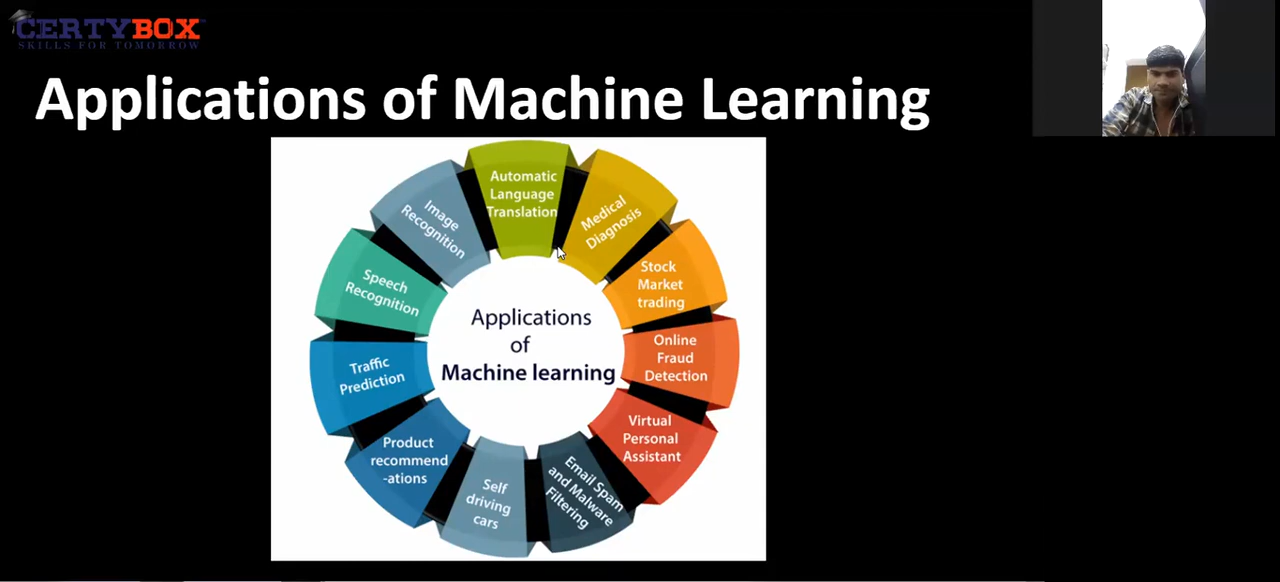 CERTYBOX
SKILLS FOR TOMORROW
Applications of Machine Learning
Automatic
Language
Translation
Medical
Diagnosis
Stock
Market
trading
Online
Fraud
Detection
Virtual
Personal
Assistant
Email Spam
and Malware
Filtering
Self
driving
cars
Product
recommend
-ations
Traffic
Prediction
Speech
Recognition
Image
Recognition
Applications
of
Machine learning